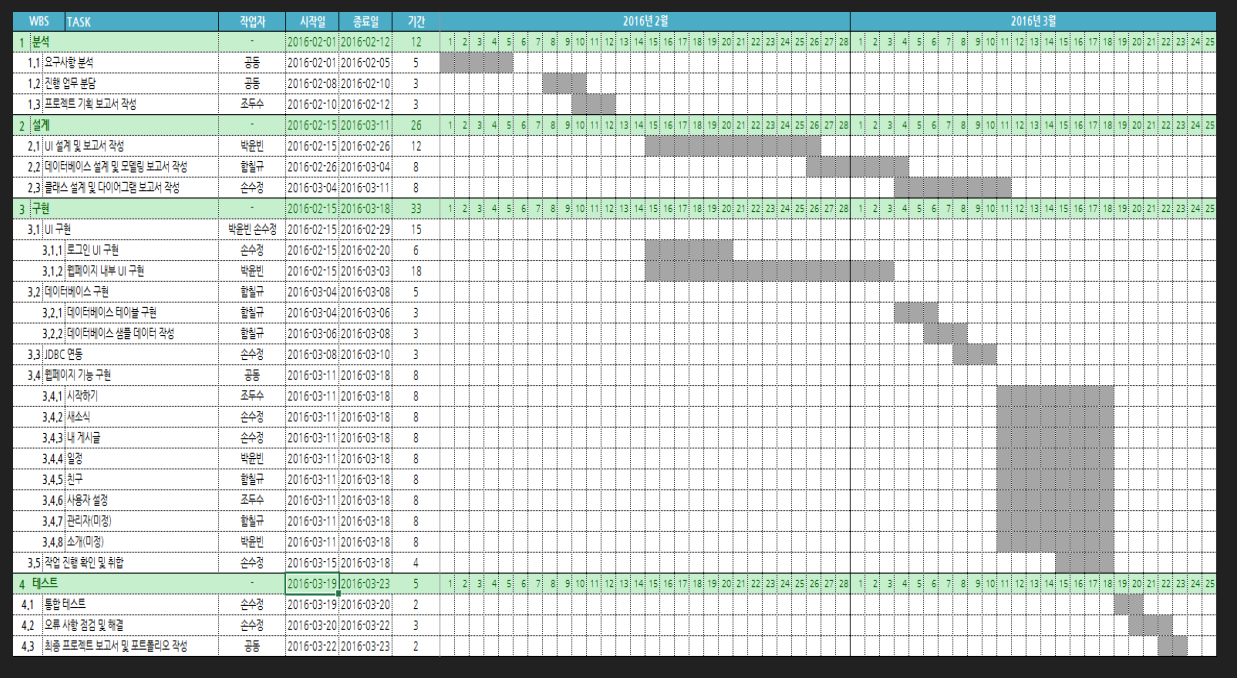 WBS TASK 작업자 시작일 종료일 기간 2016년 2월 2016년 3월
1 분석 - 2016-02-01 2016-02-12 12 1 2 3 4 5 6 7 8 9 10 11 12 13 14 15 16 17 18 19 20 21 22 23 24 25 26 27 28 1 2 3 4 5 6 7 8 9 10 11 12 13 14 15 16 17 18 19 20 21 22 23 24 25
1.1 요구사항 분석 공동 2016-02-01 2016-02-05 5
1.2 진행 업무 분담 공동 2016-02-08 2016-02-10 3
1.3 프로젝트 기획 보고서 작성 조두수 2016-02-10 2016-02-12 3
2 설계 - 2016-02-15 2016-03-11 26 1 2 3 4 5 6 7 8 9 10 11 12 13 14 15 16 17 18 19 20 21 22 23 24 25 26 27 28 1 2 3 4 5 6 7 8 9 10 11 12 13 14 15 16 17 18 19 20 21 22 23 24 25
2.1 UI 설계 및 보고서 작성 박윤빈 2016-02-15 2016-02-26 12
2.2 데이터베이스 설계 및 모델링 보고서 작성 함칠규 2016-02-26 2016-03-04 8
2.3 클래스 설계 및 다이어그램 보고서 작성 손수정 2016-03-04 2016-03-11 8
3 구현 - 2016-02-15 2016-03-18 33 1 2 3 4 5 6 7 8 9 10 11 12 13 14 15 16 17 18 19 20 21 22 23 24 25 26 27 28 1 2 3 4 5 6 7 8 9 10 11 12 13 14 15 16 17 18 19 20 21 22 23 24 25
3.1 UI 구현 박윤빈 손수정 2016-02-15 2016-02-29 15
3.1.1 로그인 UI 구현 손수정 2016-02-15 2016-02-20 6
3.1.2 웹페이지 내부 UI 구현 박윤빈 2016-02-15 2016-03-03 18
3.2 데이터베이스 구현 함칠규 2016-03-04 2016-03-08 5
3.2.1 데이터베이스 테이블 구현 함칠규 2016-03-04 2016-03-06 3
3.2.2 데이터베이스 샘플 데이터 작성 함칠규 2016-03-06 2016-03-08 3
3.3 JDBC 연동 손수정 2016-03-08 2016-03-10 3
3.4 웹페이지 기능 구현 공동 2016-03-11 2016-03-18 8
3.4.1 시작하기 조두수 2016-03-11 2016-03-18 8
3.4.2 새소식 손수정 2016-03-11 2016-03-18 8
3.4.3 내 게시글 손수정 2016-03-11 2016-03-18 8
3.4.4 일정 박윤빈 2016-03-11 2016-03-18 8
3.4.5 친구 함칠규 2016-03-11 2016-03-18 8
3.4.6 사용자 설정 조두수 2016-03-11 2016-03-18 8
3.4.7 관리자(미정) 함칠규 2016-03-11 2016-03-18 8
3.4.8 소개(미정) 박윤빈 2016-03-11 2016-03-18 8
3.5 작업 진행 확인 및 취합 손수정 2016-03-15 2016-03-18 4
4 테스트 - 2016-03-19 2016-03-23 5 1 2 3 4 5 6 7 8 9 10 11 12 13 14 15 16 17 18 19 20 21 22 23 24 25 26 27 28 1 2 3 4 5 6 7 8 9 10 11 12 13 14 15 16 17 18 19 20 21 22 23 24 25
4.1 통합 테스트 손수정 2016-03-19 2016-03-20 2
4.2 오류 사항 점검 및 해결 손수정 2016-03-20 2016-03-22 3
4.3 최종 프로젝트 보고서 및 포트폴리오 작성 공동 2016-03-22 2016-03-23 2